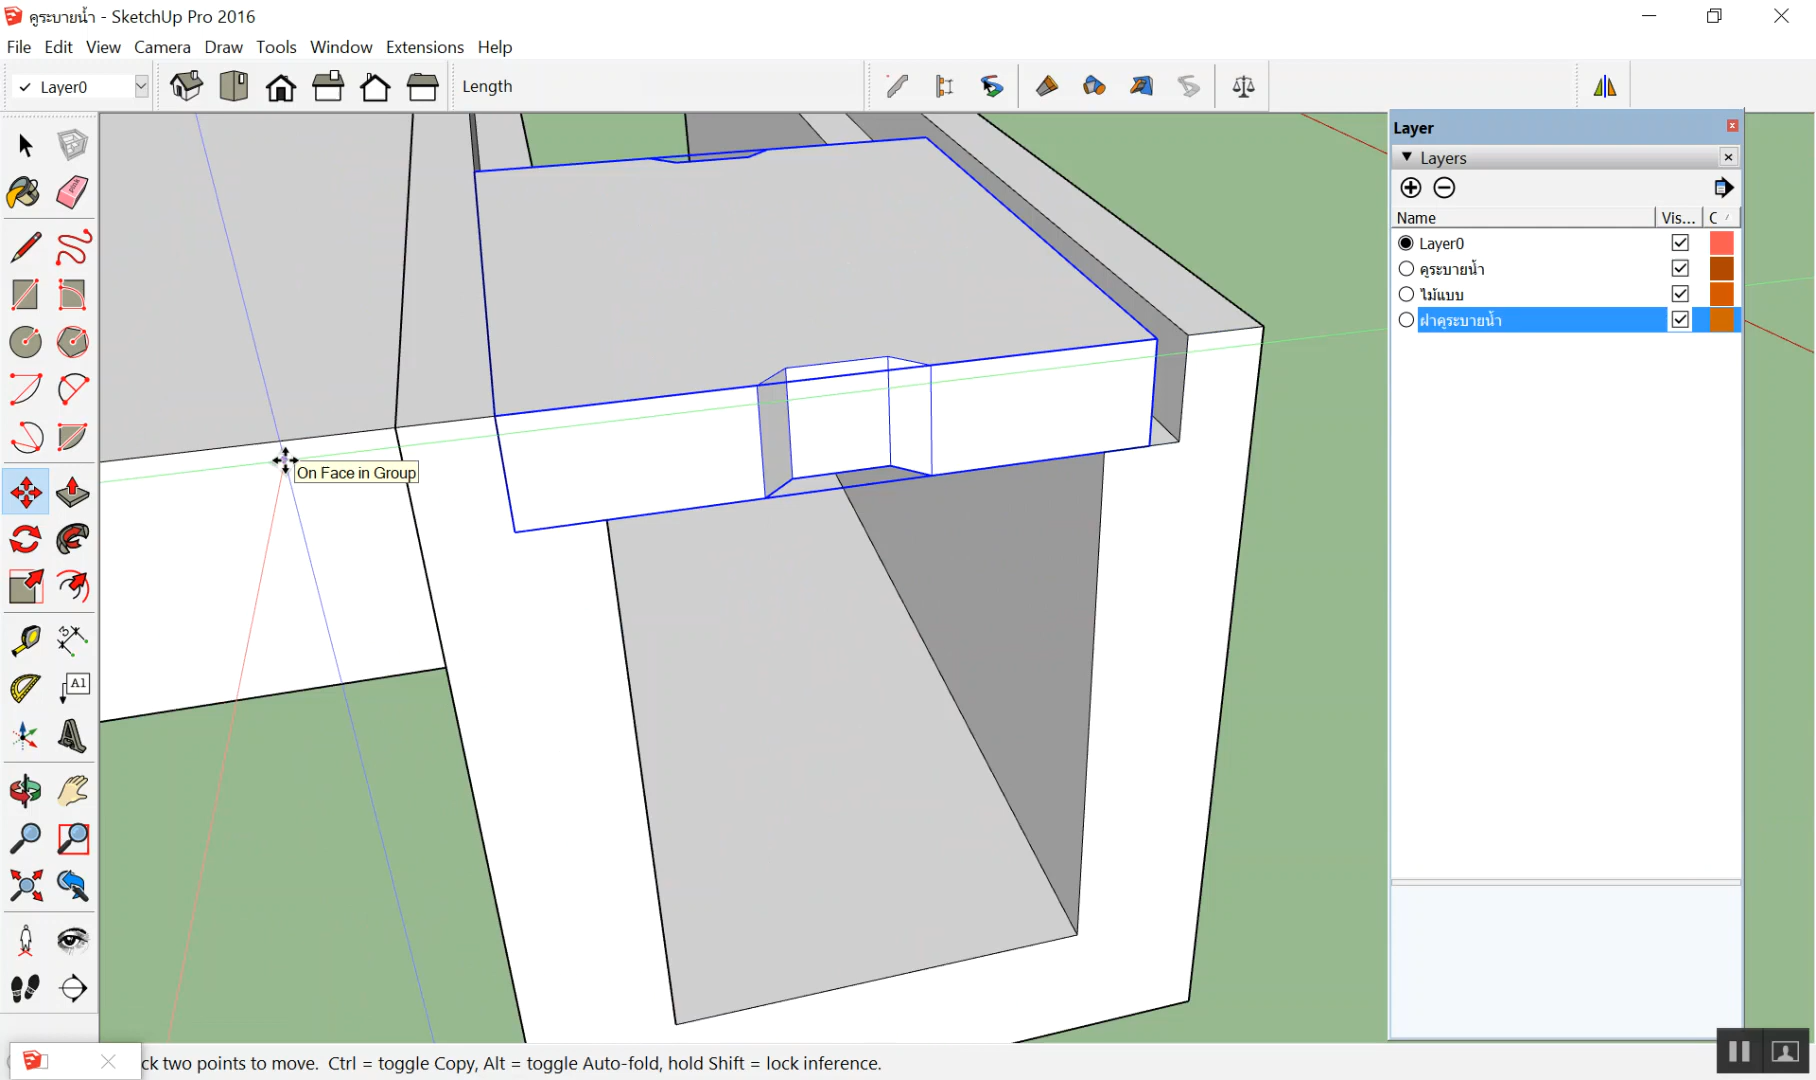 คูระบายน้ำ - SketchUp Pro 2016
File Edit View Camera Draw Tools Window Extensions Help
Layer0
Length
Layer
Layers
Name Vis... C
Layer0
คูระบายน้ำ
ไม้แบบ
ฝาคูระบายน้ำ
On Face in Group
A1
ck two points to move. Ctrl = toggle Copy, Alt = toggle Auto-fold, hold Shift = lock inference.